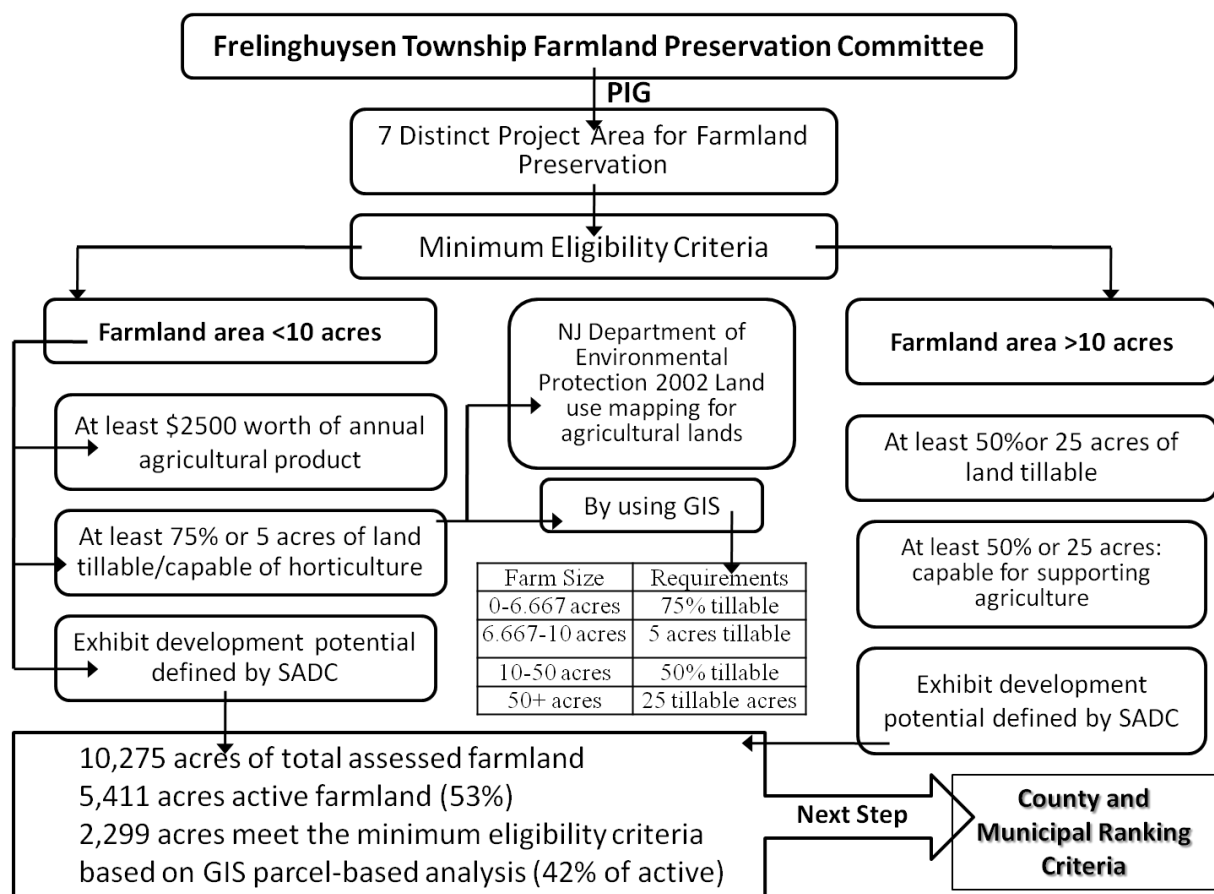 Frelinghuysen Township Farmland Preservation Committee
PIG
7 Distinct Project Area for Farmland
Preservation
Minimum Eligibility Criteria
Farmland area <10 acres
At least $2500 worth of annual
agricultural product
At least 75% or 5 acres of land
tillable/capable of horticulture
Exhibit development potential
defined by SADC
NJ Department of
Environmental
Protection 2002 Land
use mapping for
agricultural lands
By using GIS
Farm Size Requirements
0-6.667 acres 75% tillable
6.667-10 acres 5 acres tillable
10-50 acres 50% tillable
50+ acres 25 tillable acres
Farmland area >10 acres
At least 50%or 25 acres of
land tillable
At least 50% or 25 acres:
capable for supporting
agriculture
Exhibit development
potential defined by SADC
10,275 acres of total assessed farmland
5,411 acres active farmland (53%)
2,299 acres meet the minimum eligibility criteria
based on GIS parcel-based analysis (42% of active)
Next Step
County and
Municipal Ranking
Criteria